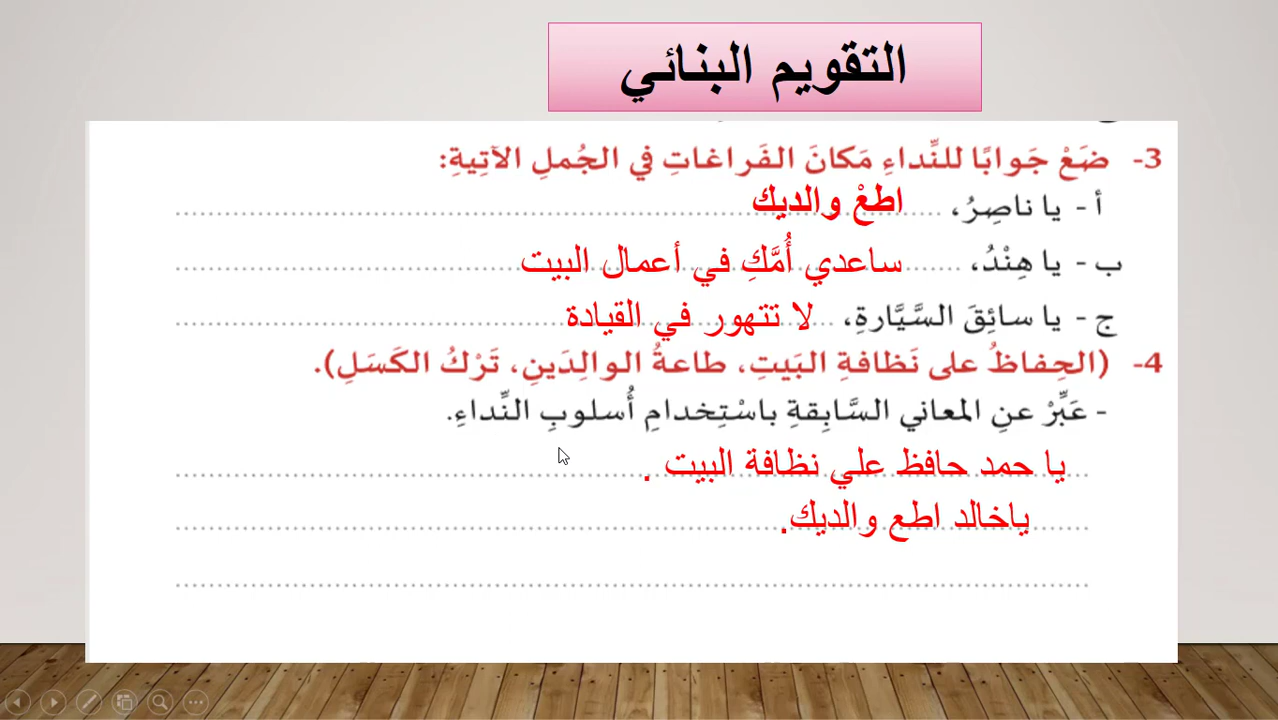 التقويم البنائي
3- ضَعْ جَوابًا للنِّداءِ مَكانَ الفَراغاتِ في الجُملِ الآتِيةِ:
أ - يا ناصِرُ، اطعْ والديك
ب - يا هِنْدُ، ساعدي أُمَّكِ في أعمال البيت
ج - يا سائِقَ السَّيَّارةِ، لا تتهور في القيادة
4- (الحِفاظُ على نَظافةِ البَيتِ، طاعةُ الوالِدَينِ، تَرْكُ الكَسَلِ).
- عَبِّرْ عنِ المعاني السَّابِقةِ باسْتِخدامِ أُسلوبِ النِّداءِ.
يا حمد حافظ علي نظافة البيت .
ياخالد اطع والديك.